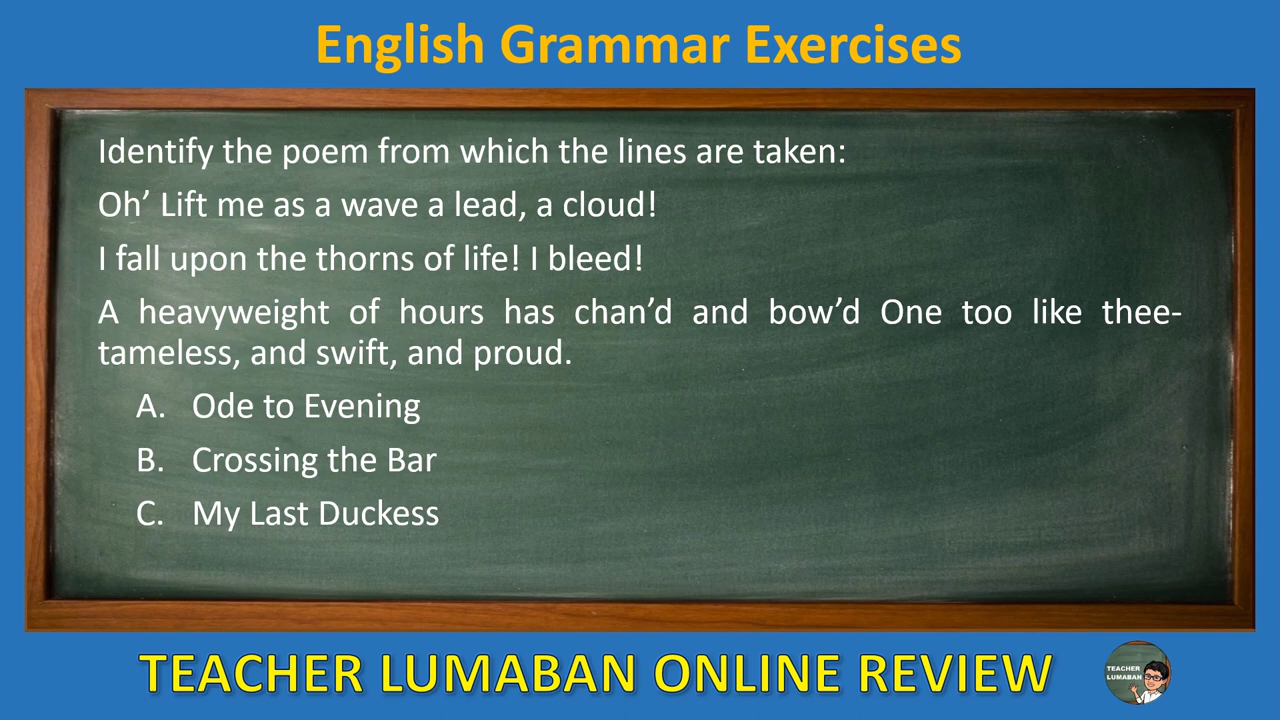 English Grammar Exercises
Identify the poem from which the lines are taken:
Oh’ Lift me as a wave a lead, a cloud!
I fall upon the thorns of life! I bleed!
A heavyweight of hours has chan’d and bow’d One too like thee-
tameless, and swift, and proud.
A. Ode to Evening
B. Crossing the Bar
C. My Last Duckess
TEACHER LUMABAN ONLINE REVIEW
TEACHER
LUMABAN